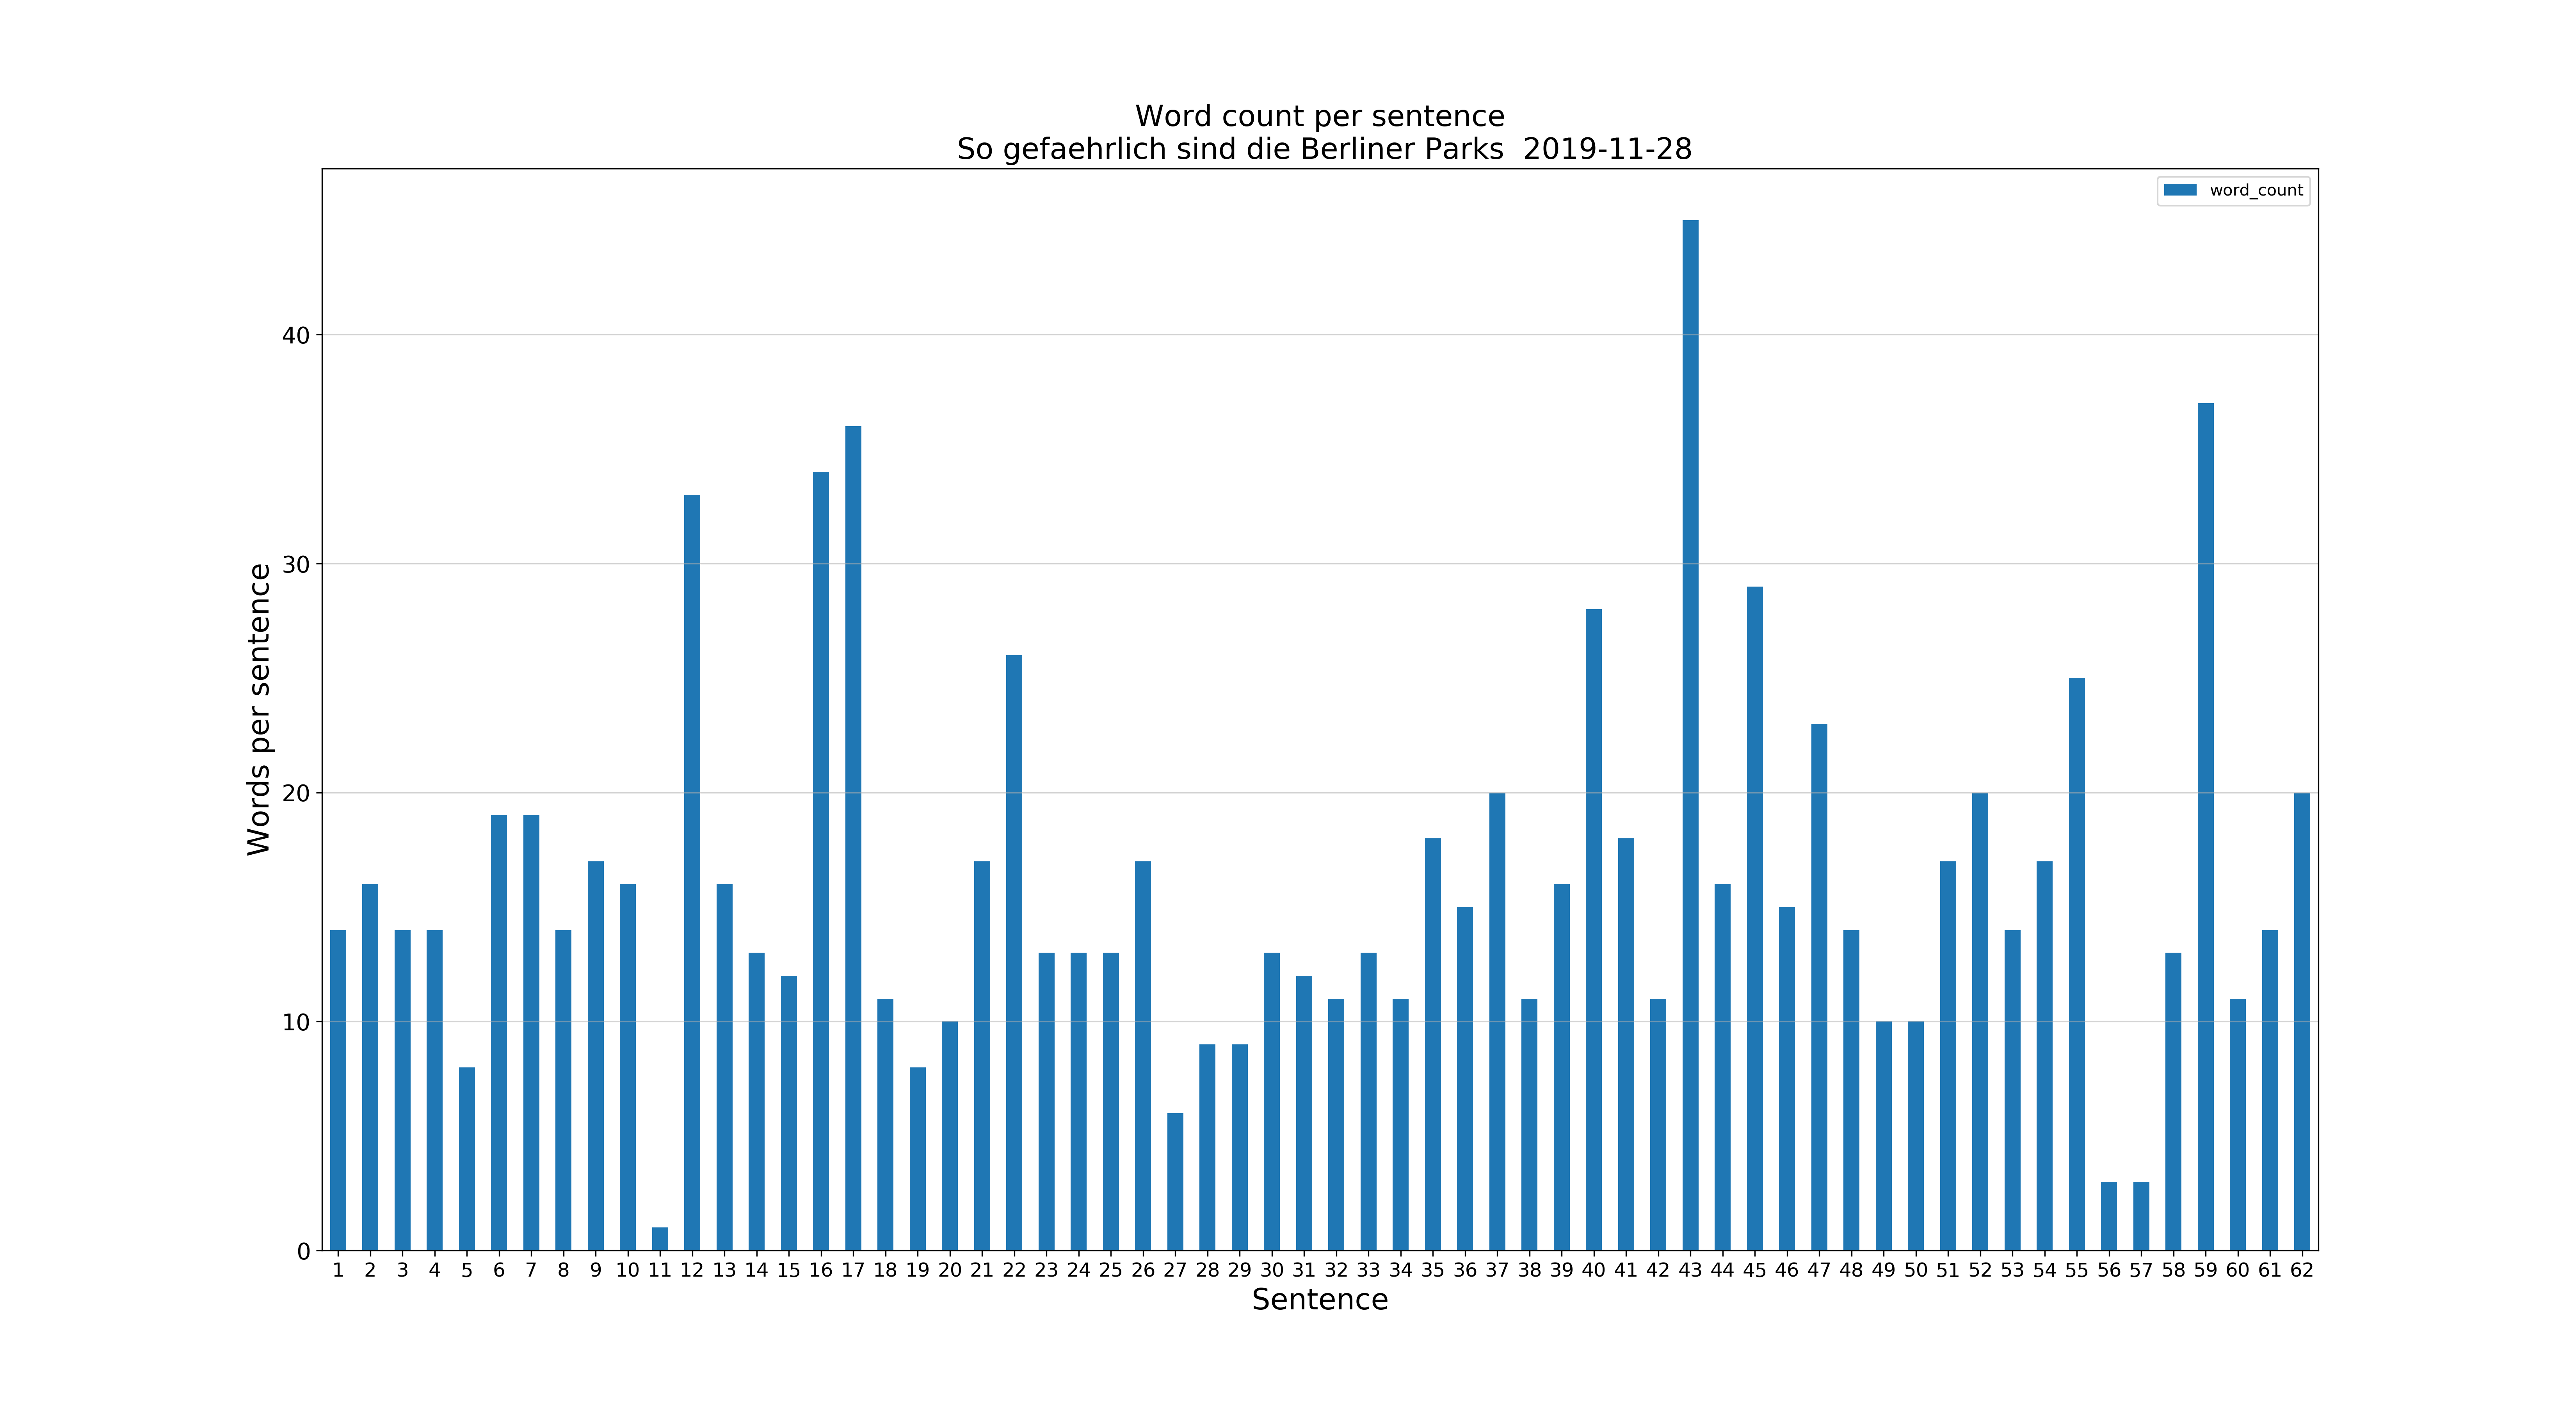 Word count per sentence
So gefaehrlich sind die Berliner Parks  2019-11-28
word_count
40
30
20
10
0
Words per sentence
1 2 3 4 5 6 7 8 9 10 11 12 13 14 15 16 17 18 19 20 21 22 23 24 25 26 27 28 29 30 31 32 33 34 35 36 37 38 39 40 41 42 43 44 45 46 47 48 49 50 51 52 53 54 55 56 57 58 59 60 61 62
Sentence